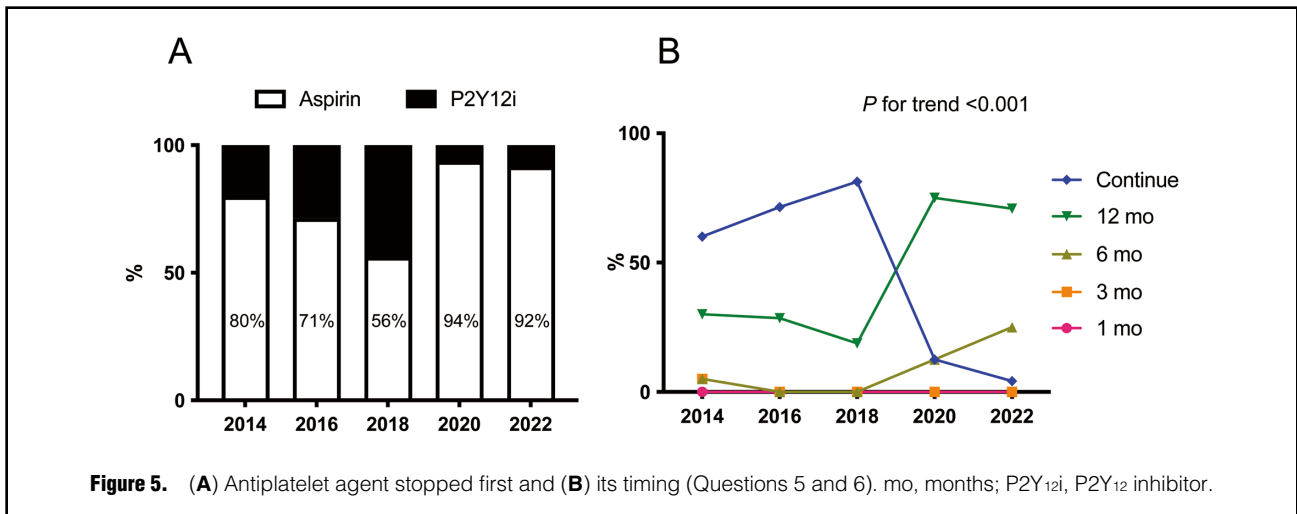 A
Aspirin P2Y12i
100
50
0
%
80% 71% 56% 94% 92%
2014 2016 2018 2020 2022
B
P for trend <0.001
100
50
0
%
2014 2016 2018 2020 2022
Continue
12 mo
6 mo
3 mo
1 mo
Figure 5. (A) Antiplatelet agent stopped first and (B) its timing (Questions 5 and 6). mo, months; P2Y₁₂i, P2Y₁₂ inhibitor.